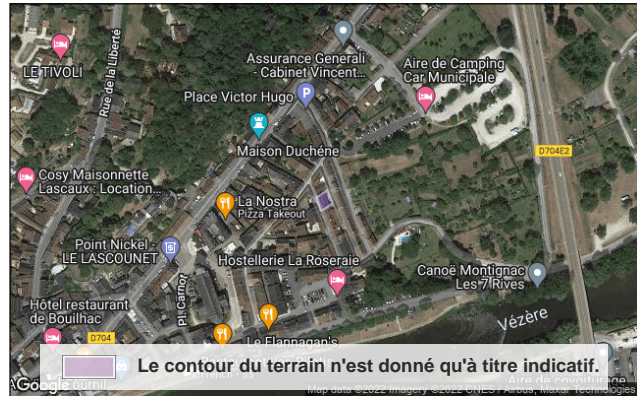 Assurance Generali
- Cabinet Vincent...
LE TIVOLI
Rue de la Liberté
Aire de Camping
Car Municipale
Place Victor Hugo
P
Maison Duchéne
D704E2
Cosy Maisonnette
Lascaux : Location...
La Nostra
Pizza Takeout
Point Nickel -
LE LASCOUNET
Hostellerie La Roseraie
Canoë Montignac
Les 7 Rives
Pl. Carnot
Hôtel restaurant
de Bouilhac
D704
Le Flannagan's
Vézère
Le contour du terrain n'est donné qu'à titre indicatif.
Google
Aire de covoiturage
Map data ©2022 Imagery ©2022 CNES / Airbus, Maxar Technologies